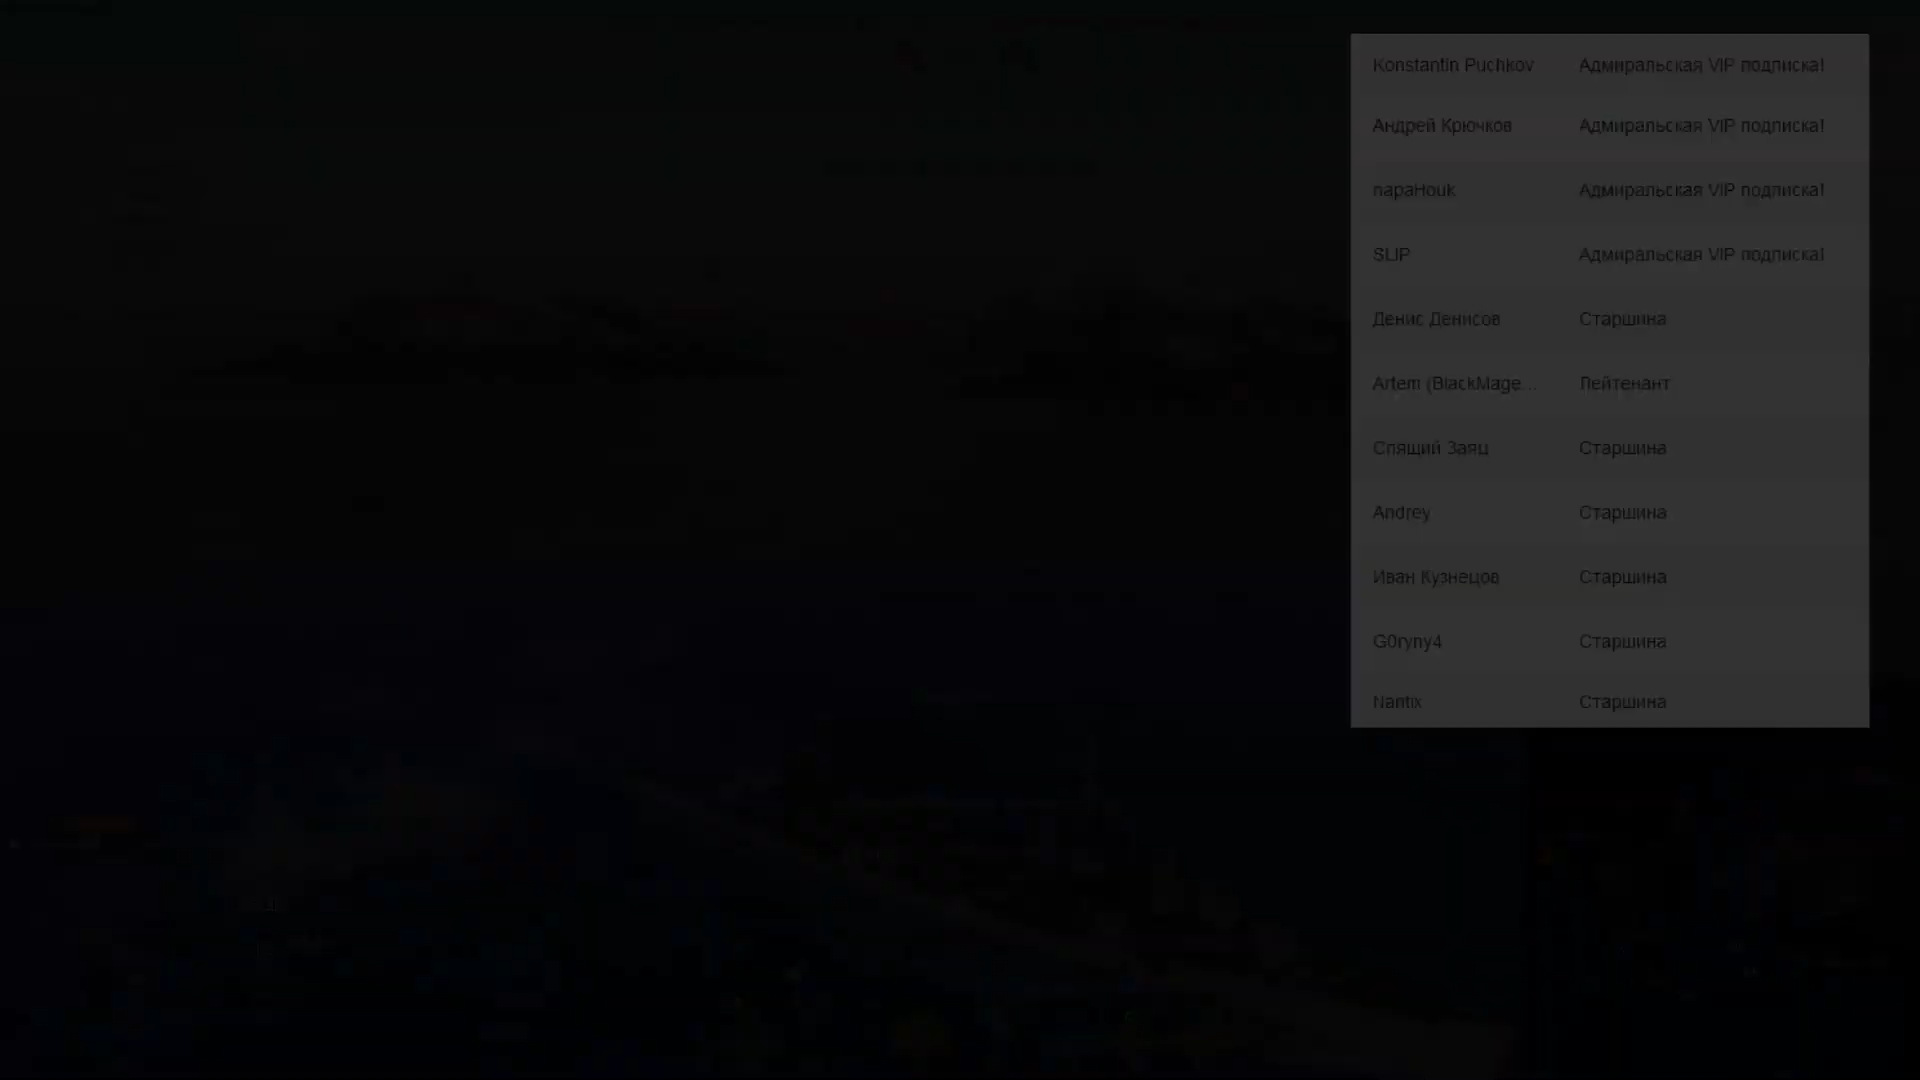 Konstantin Puchkov Адмиральская VIP подписка!
Андрей Крючков Адмиральская VIP подписка!
napaHouk Адмиральская VIP подписка!
SLIP Адмиральская VIP подписка!
Денис Денисов Старшина
Artem (BlackMage... Лейтенант
Спящий Заяц Старшина
Andrey Старшина
Иван Кузнецов Старшина
G0ryny4 Старшина
Nantix Старшина